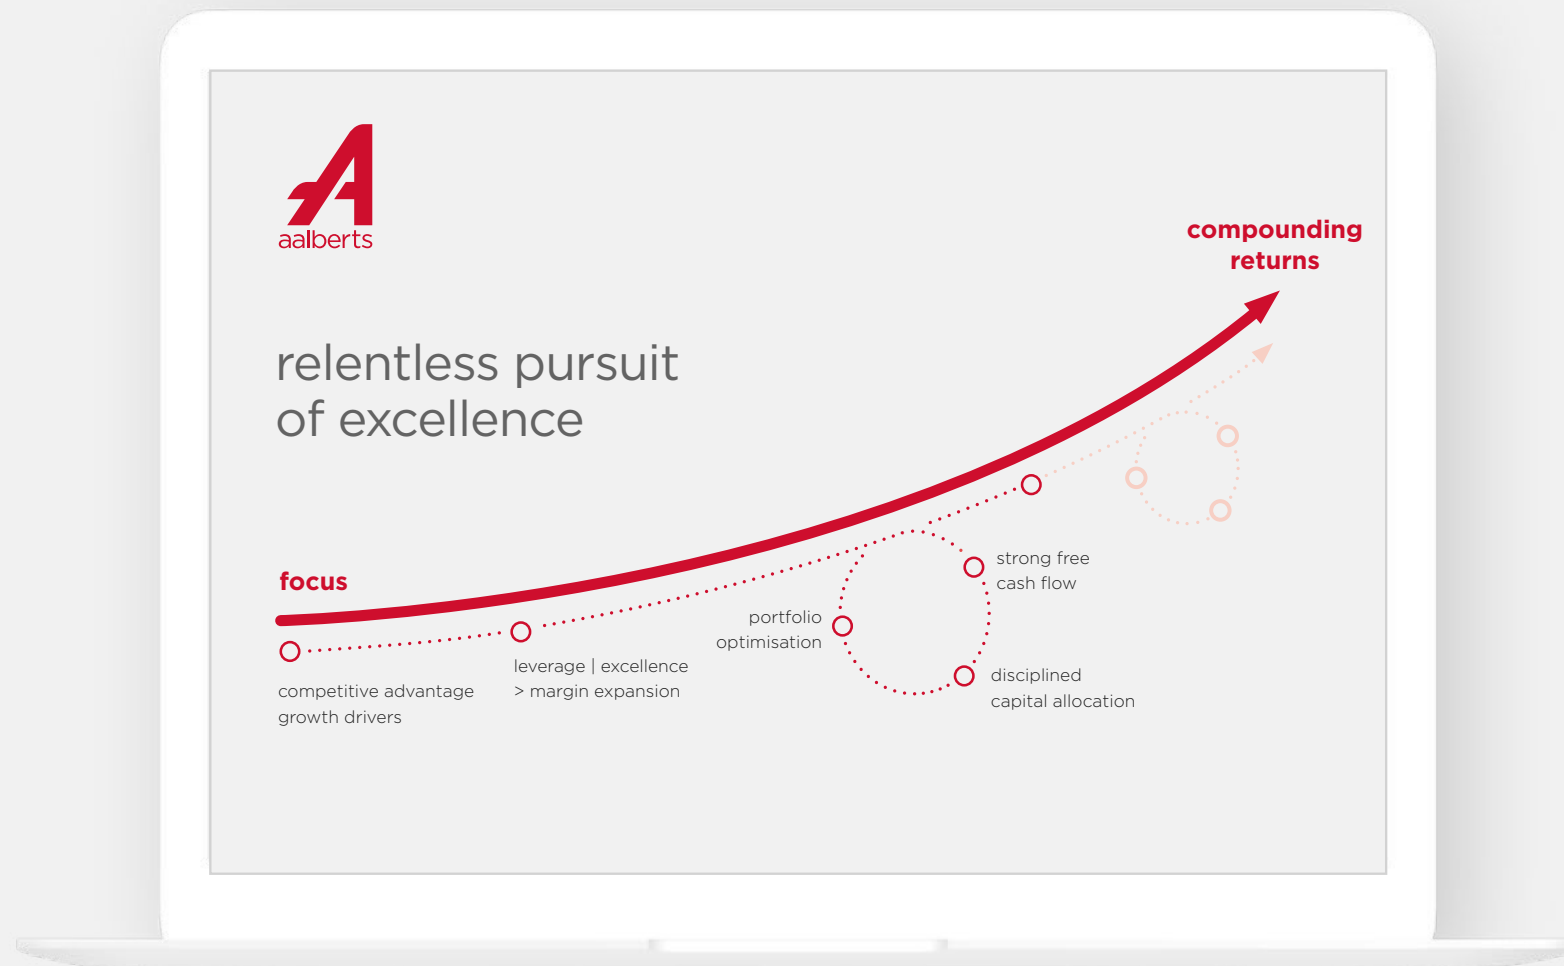 aalberts
compounding
returns
relentless pursuit
of excellence
focus
competitive advantage
growth drivers
leverage | excellence
> margin expansion
portfolio
optimisation
strong free
cash flow
disciplined
capital allocation